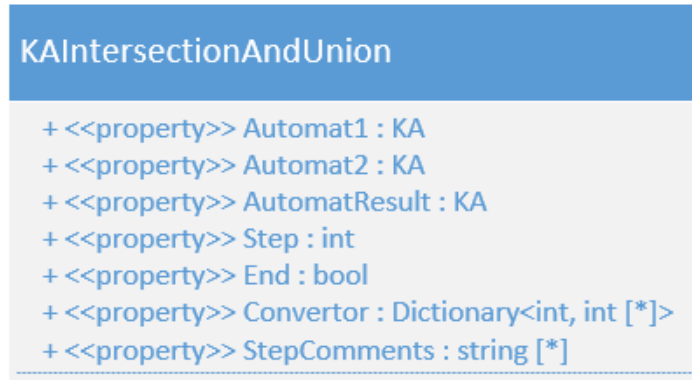 KAIntersectionAndUnion
+ <<property>> Automat1 : KA
+ <<property>> Automat2 : KA
+ <<property>> AutomatResult : KA
+ <<property>> Step : int
+ <<property>> End : bool
+ <<property>> Convertor : Dictionary<int, int [*]>
+ <<property>> StepComments : string [*]